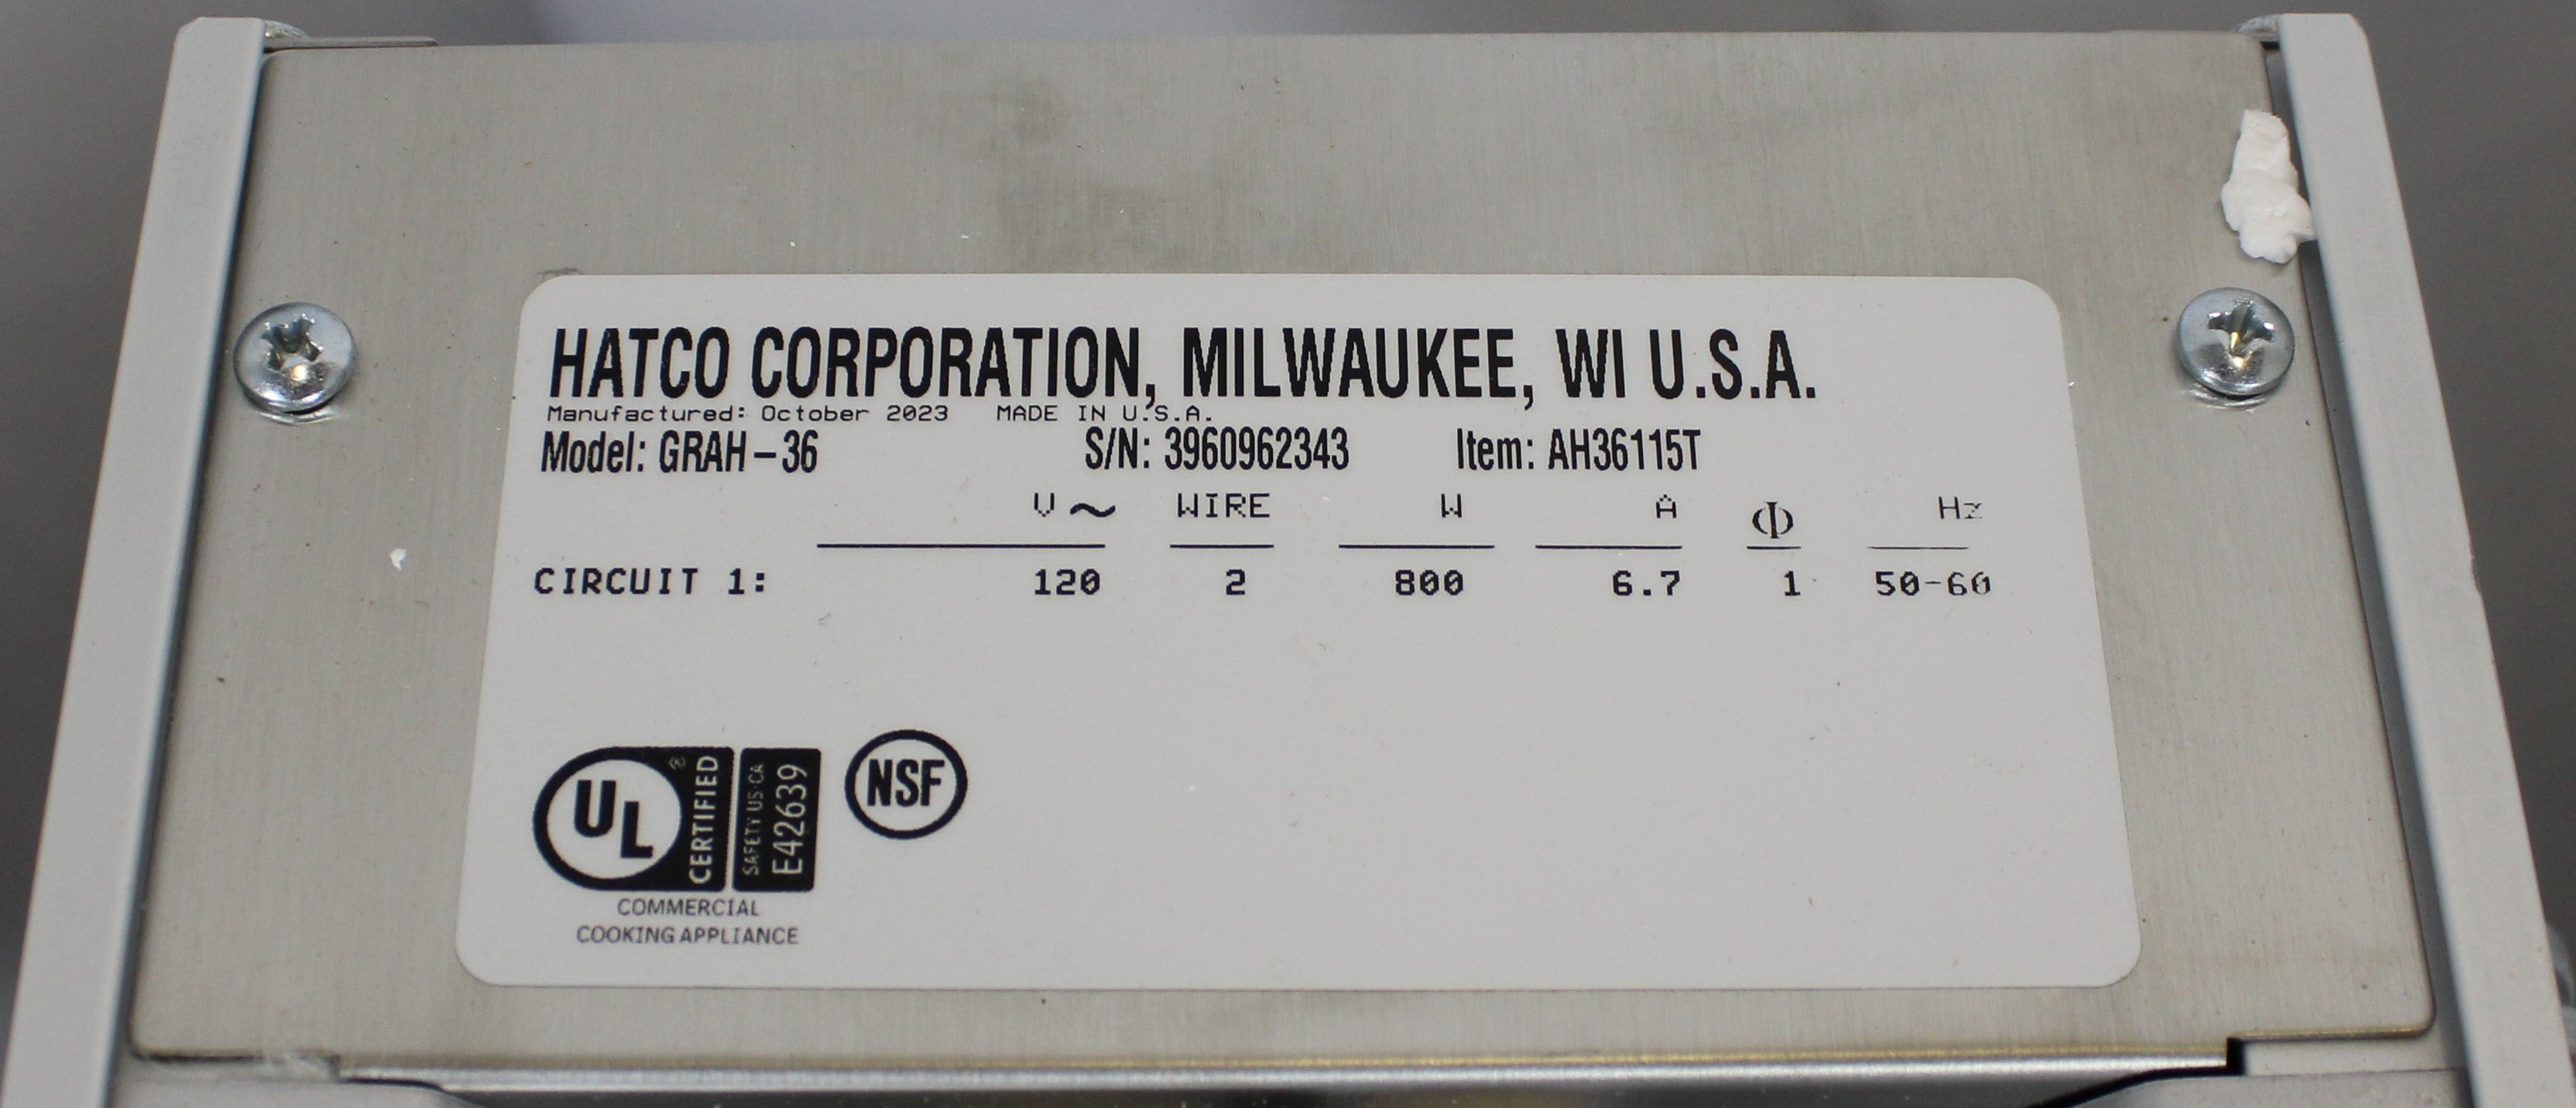 HATCO CORPORATION, MILWAUKEE, WI U.S.A.
Manufactured: October 2023 MADE IN U.S.A.
Model: GRAH-36 S/N: 3960962343 Item: AH36115T
V~ WIRE W A Φ Hz
CIRCUIT 1: 120 2 800 6.7 1 50-60
UL® CERTIFIED
SAFETY US·CA
E42639
NSF
COMMERCIAL
COOKING APPLIANCE